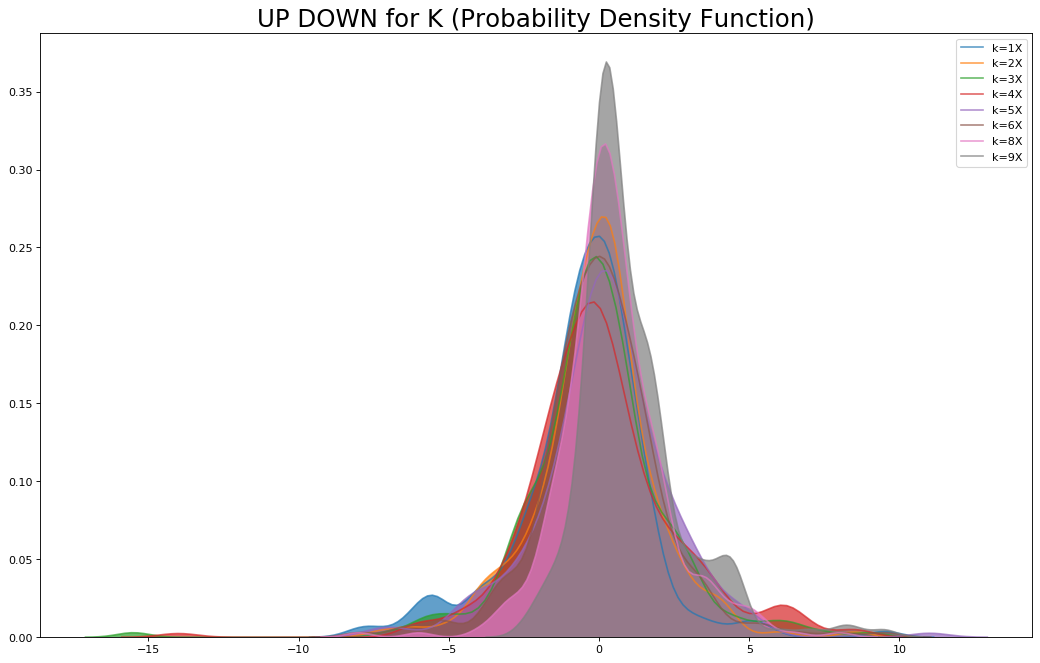 UP DOWN for K (Probability Density Function)
k=1X
k=2X
k=3X
k=4X
k=5X
k=6X
k=8X
k=9X
0.35
0.30
0.25
0.20
0.15
0.10
0.05
0.00
−15 −10 −5 0 5 10